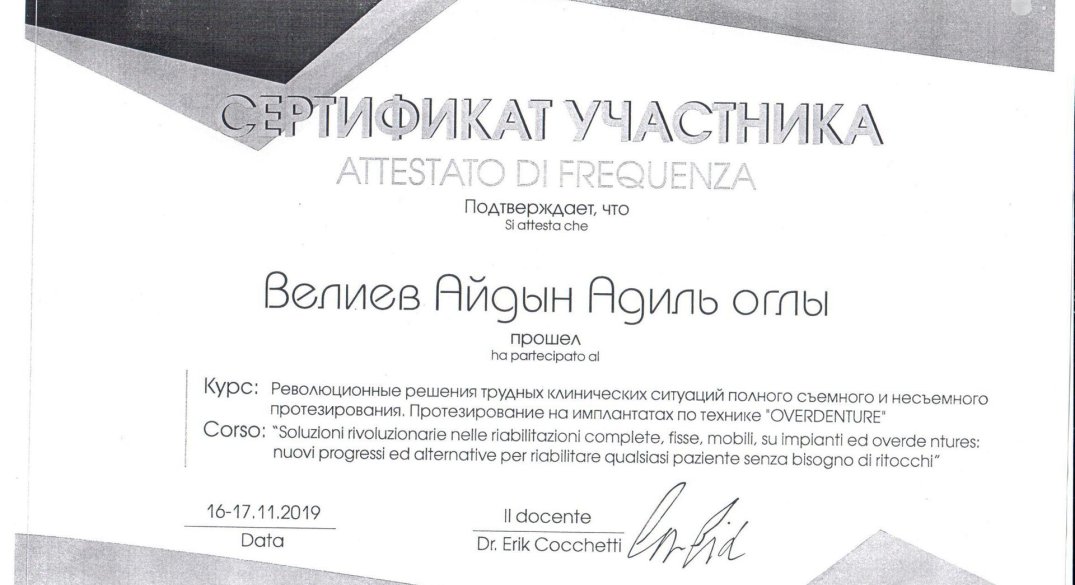 СЕРТИФИКАТ УЧАСТНИКА
ATTESTATO DI FREQUENZA
Подтверждает, что
Si attesta che
Велиев Айдын Адиль оглы
прошел
ha partecipato al
Курс: Революционные решения трудных клинических ситуаций полного съемного и несъемного
протезирования. Протезирование на имплантатах по технике "OVERDENTURE"
Corso: “Soluzioni rivoluzionarie nelle riabilitazioni complete, fisse, mobili, su impianti ed overde ntures:
nuovi progressi ed alternative per riabilitare qualsiasi paziente senza bisogno di ritocchi”
16-17.11.2019
Data
Il docente
Dr. Erik Cocchetti